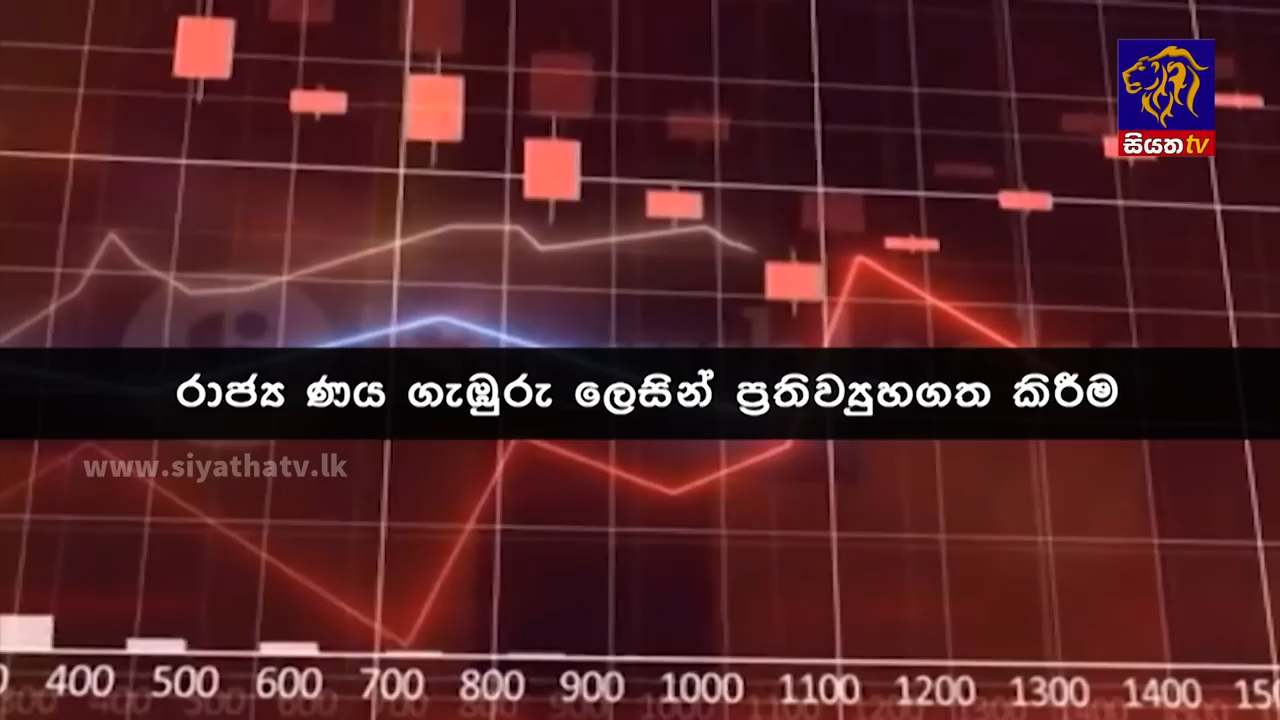 සියත tv
රාජ්‍ය ණය ගැඹුරු ලෙසින් ප්‍රතිව්‍යුහගත කිරීම
www.siyathatv.lk
400 500 600 700 800 900 1000 1100 1200 1300 1400